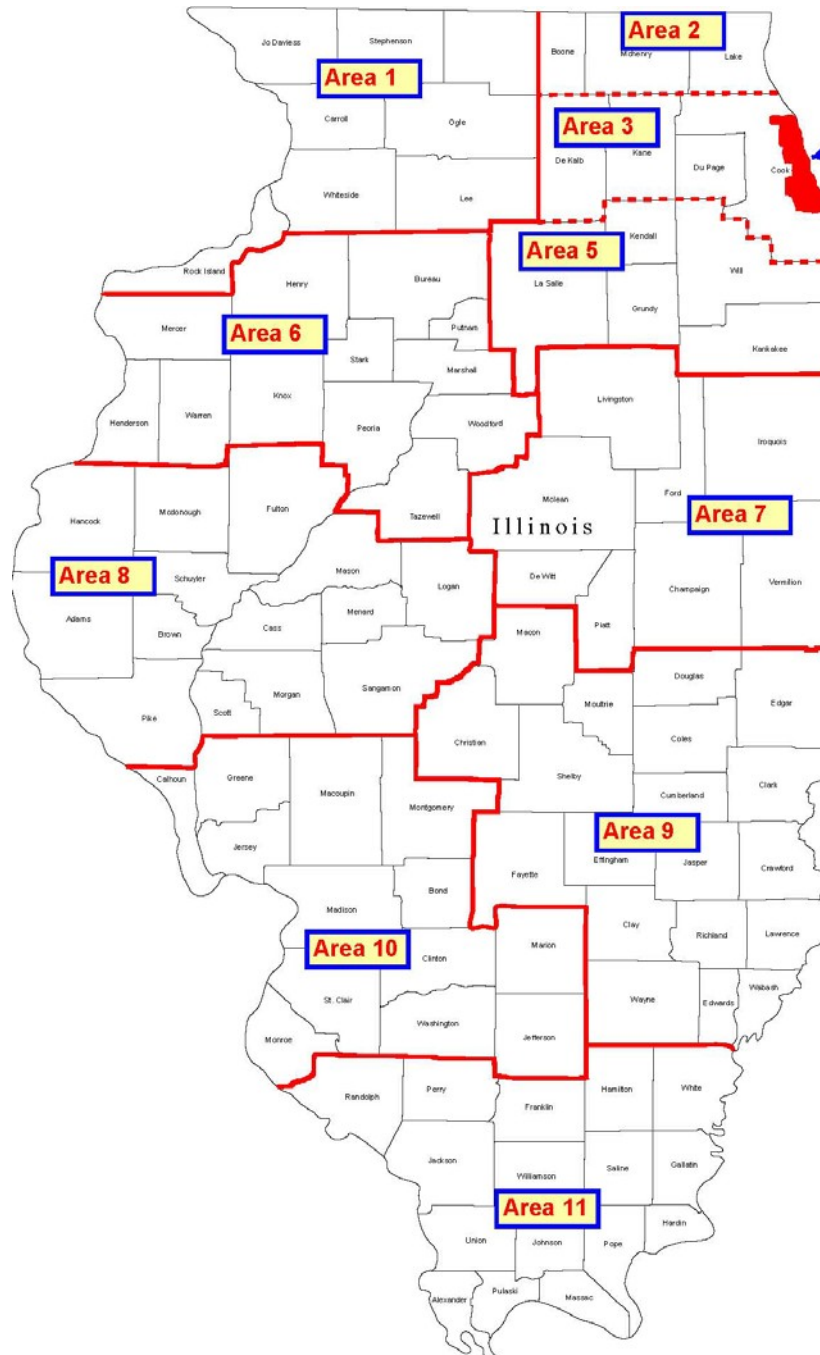 Jo Daviess
Stephenson
Area 1
Boone
Area 2
Mchenry
Lake
Carroll
Ogle
Area 3
De Kalb
Kane
Du Page
Cook
Whiteside
Lee
Rock Island
Henry
Bureau
Area 5
Kendall
La Salle
Will
Grundy
Mercer
Area 6
Putnam
Stark
Marshall
Kankakee
Henderson
Warren
Knox
Peoria
Woodford
Livingston
Iroquois
Hancock
Mcdonough
Fulton
Tazewell
Mclean
Ford
Illinois
Area 7
Area 8
Schuyler
Mason
Logan
De Witt
Champaign
Vermilion
Adams
Brown
Cass
Menard
Macon
Piatt
Pike
Scott
Morgan
Sangamon
Christian
Moultrie
Douglas
Edgar
Coles
Calhoun
Greene
Macoupin
Montgomery
Shelby
Cumberland
Clark
Jersey
Area 9
Effingham
Jasper
Crawford
Fayette
Bond
Madison
Area 10
Clinton
Marion
Clay
Richland
Lawrence
St. Clair
Washington
Jefferson
Wayne
Edwards
Wabash
Monroe
Randolph
Perry
Franklin
Hamilton
White
Jackson
Williamson
Saline
Gallatin
Area 11
Hardin
Union
Johnson
Pope
Alexander
Pulaski
Massac